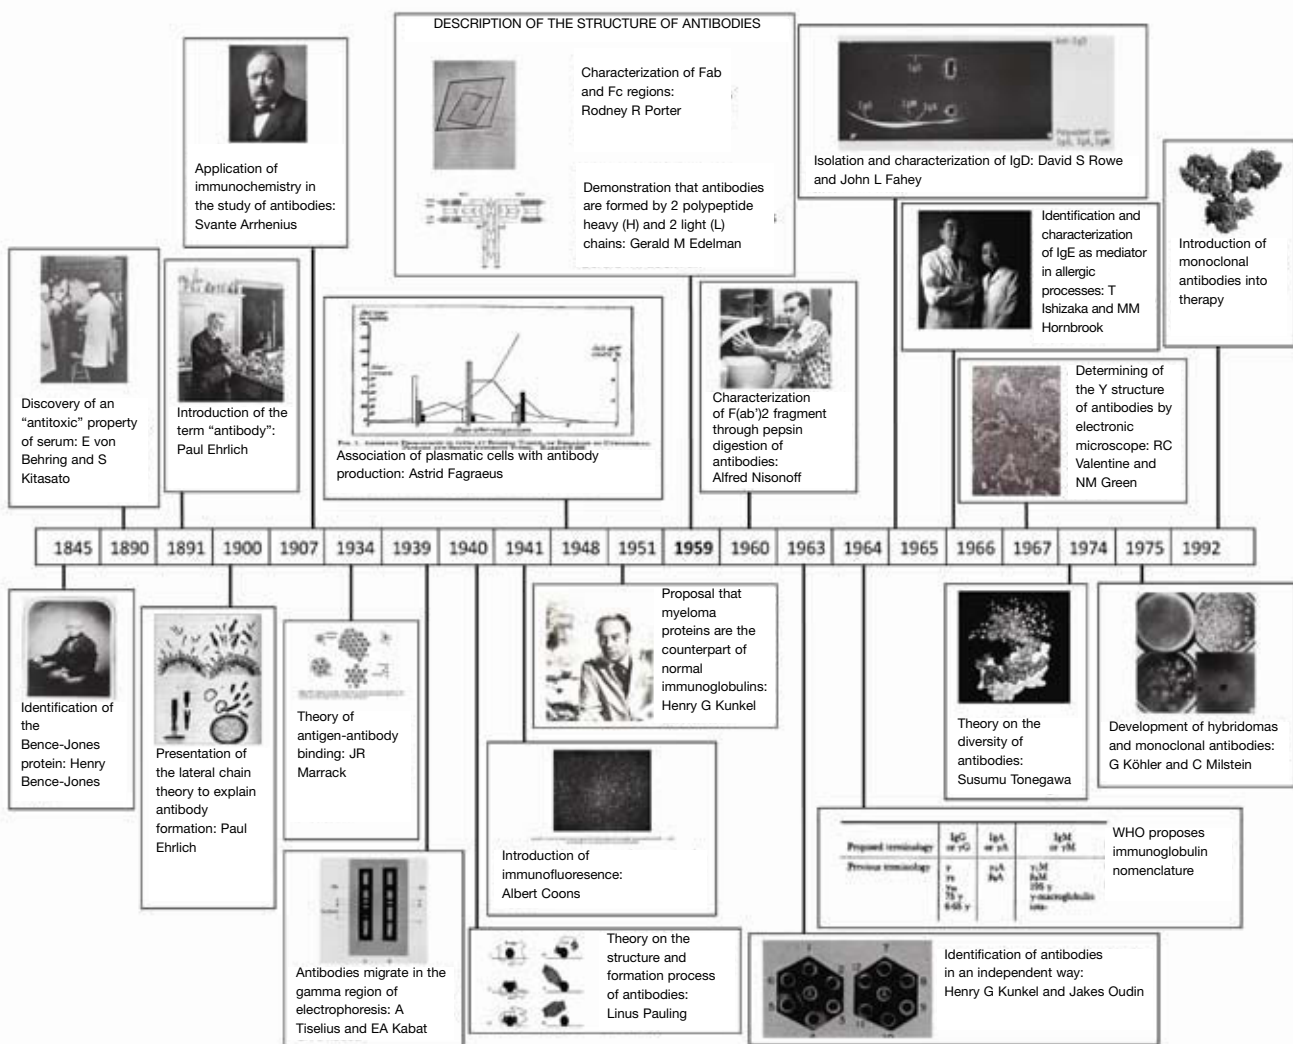 DESCRIPTION OF THE STRUCTURE OF ANTIBODIES
Characterization of Fab
and Fc regions:
Rodney R Porter
Demonstration that antibodies
are formed by 2 polypeptide
heavy (H) and 2 light (L)
chains: Gerald M Edelman
Application of
immunochemistry in
the study of antibodies:
Svante Arrhenius
Isolation and characterization of IgD: David S Rowe
and John L Fahey
Identification and
characterization
of IgE as mediator
in allergic
processes: T
Ishizaka and MM
Hornbrook
Introduction of
monoclonal
antibodies into
therapy
Discovery of an
“antitoxic” property
of serum: E von
Behring and S
Kitasato
Introduction of the
term “antibody”:
Paul Ehrlich
Association of plasmatic cells with antibody
production: Astrid Fagraeus
Characterization
of F(ab’)2 fragment
through pepsin
digestion of
antibodies:
Alfred Nisonoff
Determining of
the Y structure
of antibodies by
electronic
microscope: RC
Valentine and
NM Green
1845 1890 1891 1900 1907 1934 1939 1940 1941 1948 1951 1959 1960 1963 1964 1965 1966 1967 1974 1975 1992
Identification of
the
Bence-Jones
protein: Henry
Bence-Jones
Presentation of
the lateral chain
theory to explain
antibody
formation: Paul
Ehrlich
Theory of
antigen-antibody
binding: JR
Marrack
Antibodies migrate in the
gamma region of
electrophoresis: A
Tiselius and EA Kabat
Proposal that
myeloma
proteins are the
counterpart of
normal
immunoglobulins:
Henry G Kunkel
Introduction of
immunofluoresence:
Albert Coons
Theory on the
structure and
formation process
of antibodies:
Linus Pauling
Theory on the
diversity of
antibodies:
Susumu Tonegawa
Development of hybridomas
and monoclonal antibodies:
G Köhler and C Milstein
Proposed terminology
IgG
or γG
IgA
or γA
IgM
or γM
Previous terminology
WHO proposes
immunoglobulin
nomenclature
Identification of antibodies
in an independent way:
Henry G Kunkel and Jakes Oudin